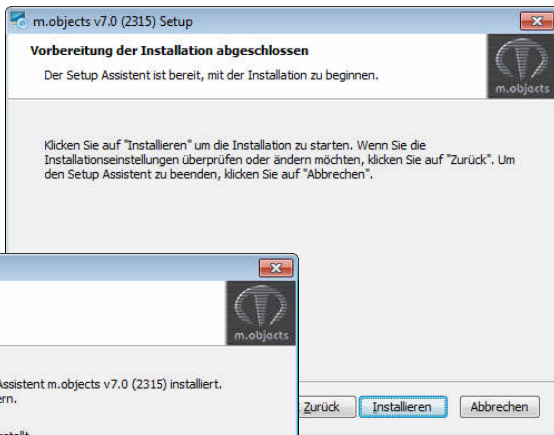 m.objects v7.0 (2315) Setup
Vorbereitung der Installation abgeschlossen
Der Setup Assistent ist bereit, mit der Installation zu beginnen.
m.objects
Klicken Sie auf "Installieren" um die Installation zu starten. Wenn Sie die
Installationseinstellungen überprüfen oder ändern möchten, klicken Sie auf "Zurück". Um
den Setup Assistent zu beenden, klicken Sie auf "Abbrechen".
m.objects
Assistent m.objects v7.0 (2315) installiert.
ern.
Zurück
Installieren
Abbrechen